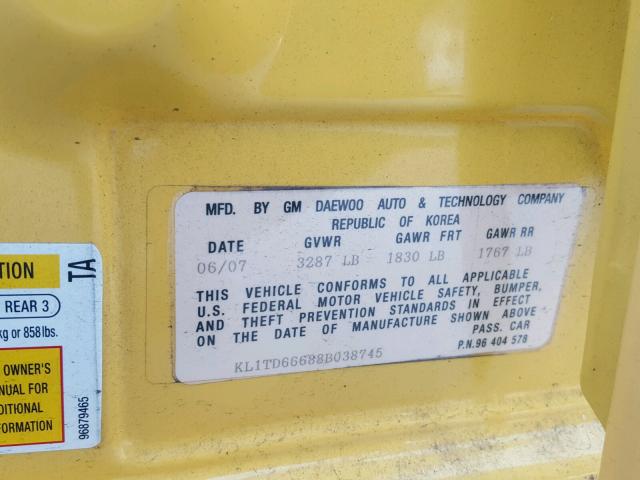 MFD. BY GM DAEWOO AUTO & TECHNOLOGY COMPANY
REPUBLIC OF KOREA
DATE GVWR GAWR FRT GAWR RR
06/07 3287 LB 1830 LB 1767 LB
THIS VEHICLE CONFORMS TO ALL APPLICABLE
U.S. FEDERAL MOTOR VEHICLE SAFETY, BUMPER,
AND THEFT PREVENTION STANDARDS IN EFFECT
ON THE DATE OF MANUFACTURE SHOWN ABOVE
PASS. CAR
KL1TD66688B038745
P.N.96 404 578
TION
TA
REAR 3
kg or 858 lbs.
OWNER'S
NUAL FOR
DITIONAL
FORMATION
96879465